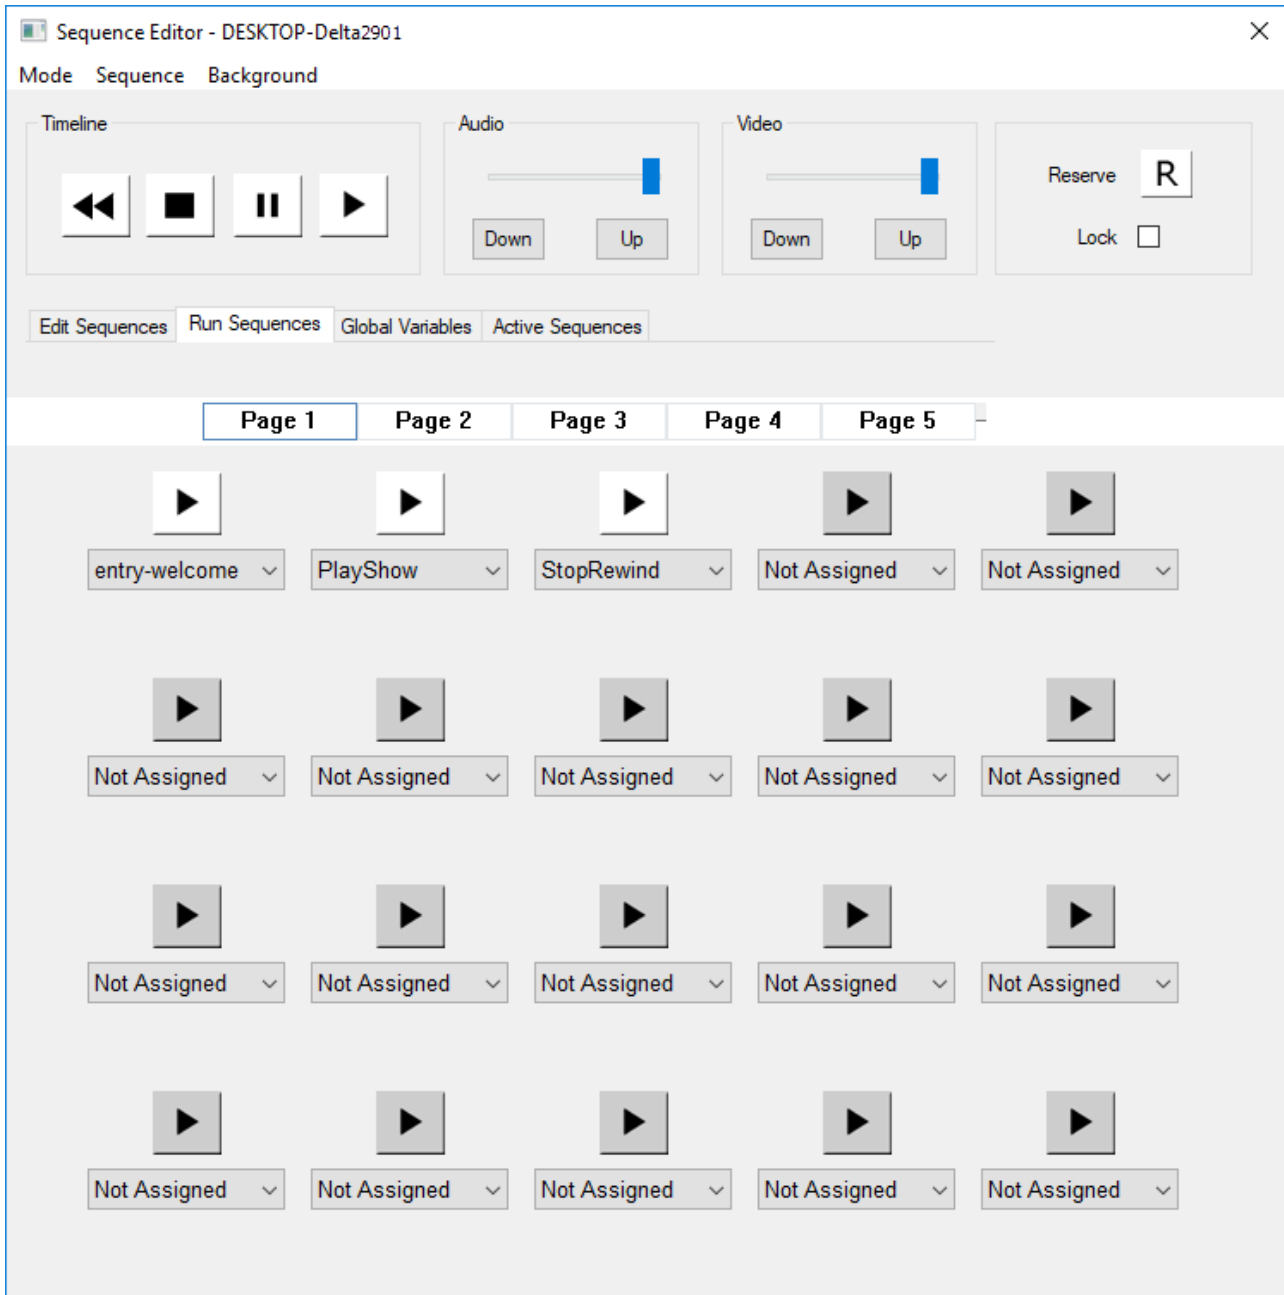 Sequence Editor - DESKTOP-Delta2901
Mode Sequence Background
Timeline Audio Video
Reserve R
Down Up Down Up Lock
Edit Sequences Run Sequences Global Variables Active Sequences
Page 1 Page 2 Page 3 Page 4 Page 5
entry-welcome PlayShow StopRewind Not Assigned Not Assigned
Not Assigned Not Assigned Not Assigned Not Assigned Not Assigned
Not Assigned Not Assigned Not Assigned Not Assigned Not Assigned
Not Assigned Not Assigned Not Assigned Not Assigned Not Assigned